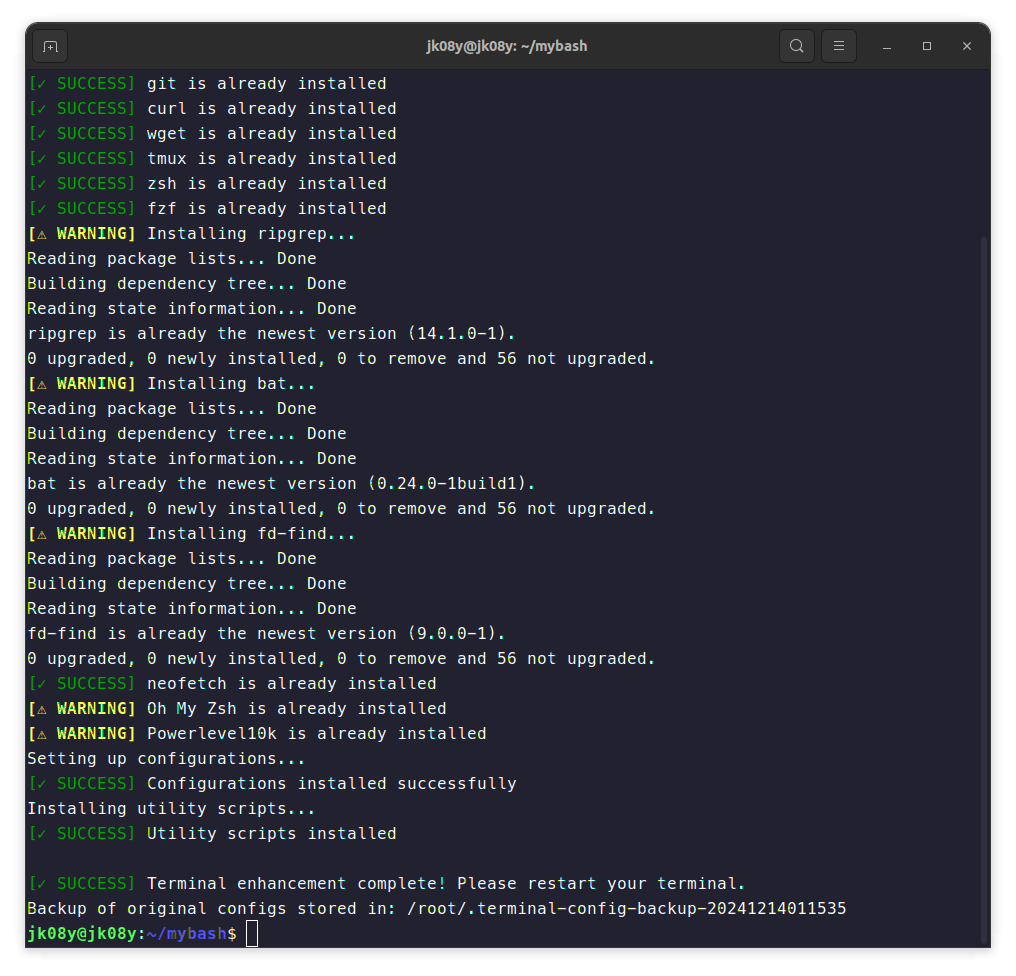 jk08y@jk08y: ~/mybash
[✓ SUCCESS] git is already installed
[✓ SUCCESS] curl is already installed
[✓ SUCCESS] wget is already installed
[✓ SUCCESS] tmux is already installed
[✓ SUCCESS] zsh is already installed
[✓ SUCCESS] fzf is already installed
[⚠ WARNING] Installing ripgrep...
Reading package lists... Done
Building dependency tree... Done
Reading state information... Done
ripgrep is already the newest version (14.1.0-1).
0 upgraded, 0 newly installed, 0 to remove and 56 not upgraded.
[⚠ WARNING] Installing bat...
Reading package lists... Done
Building dependency tree... Done
Reading state information... Done
bat is already the newest version (0.24.0-1build1).
0 upgraded, 0 newly installed, 0 to remove and 56 not upgraded.
[⚠ WARNING] Installing fd-find...
Reading package lists... Done
Building dependency tree... Done
Reading state information... Done
fd-find is already the newest version (9.0.0-1).
0 upgraded, 0 newly installed, 0 to remove and 56 not upgraded.
[✓ SUCCESS] neofetch is already installed
[⚠ WARNING] Oh My Zsh is already installed
[⚠ WARNING] Powerlevel10k is already installed
Setting up configurations...
[✓ SUCCESS] Configurations installed successfully
Installing utility scripts...
[✓ SUCCESS] Utility scripts installed
[✓ SUCCESS] Terminal enhancement complete! Please restart your terminal.
Backup of original configs stored in: /root/.terminal-config-backup-20241214011535
jk08y@jk08y:~/mybash$